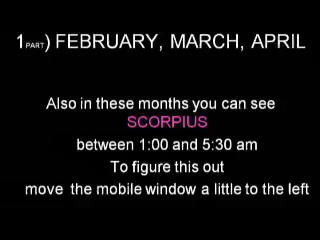 1PART) FEBRUARY, MARCH, APRIL
Also in these months you can see
SCORPIUS
between 1:00 and 5:30 am
To figure this out
move the mobile window a little to the left